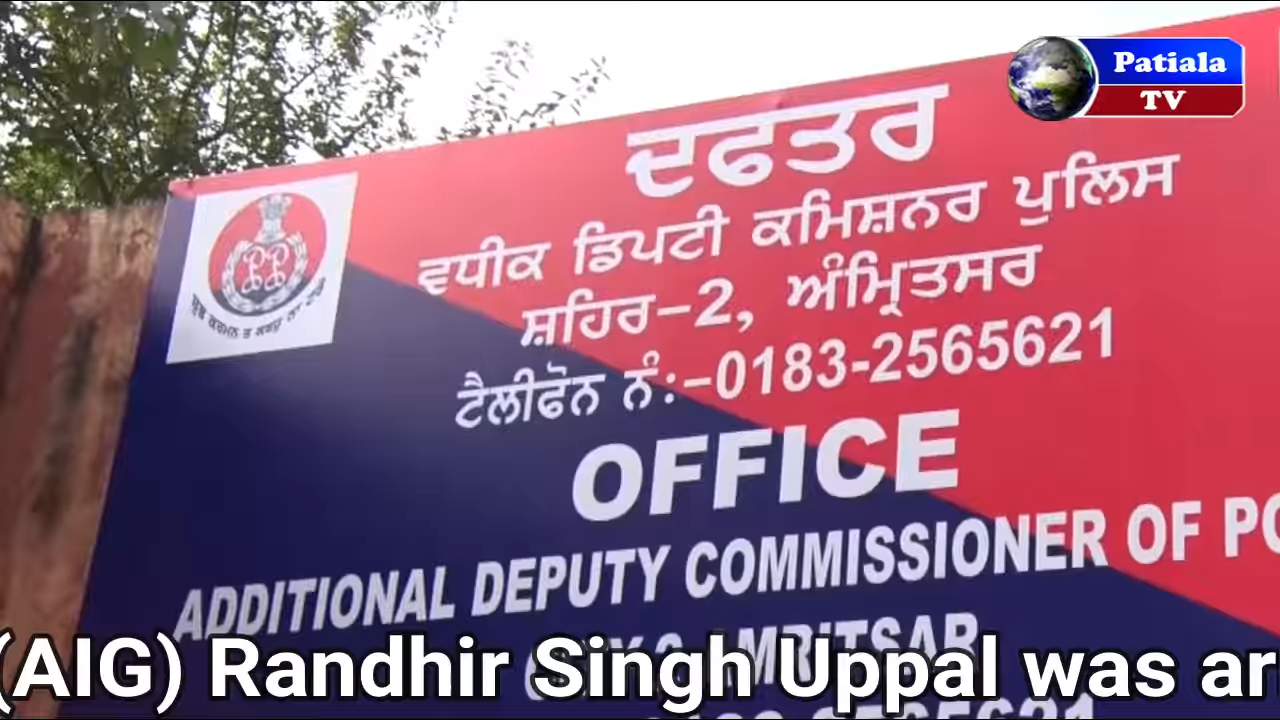 Patiala
TV
ਦਫਤਰ
ਵਧੀਕ ਡਿਪਟੀ ਕਮਿਸ਼ਨਰ ਪੁਲਿਸ
ਸ਼ਹਿਰ-2, ਅੰਮ੍ਰਿਤਸਰ
ਟੈਲੀਫੋਨ ਨੰ:-0183-2565621
OFFICE
ADDITIONAL DEPUTY COMMISSIONER OF PO
AMRITSAR
(AIG) Randhir Singh Uppal was ar